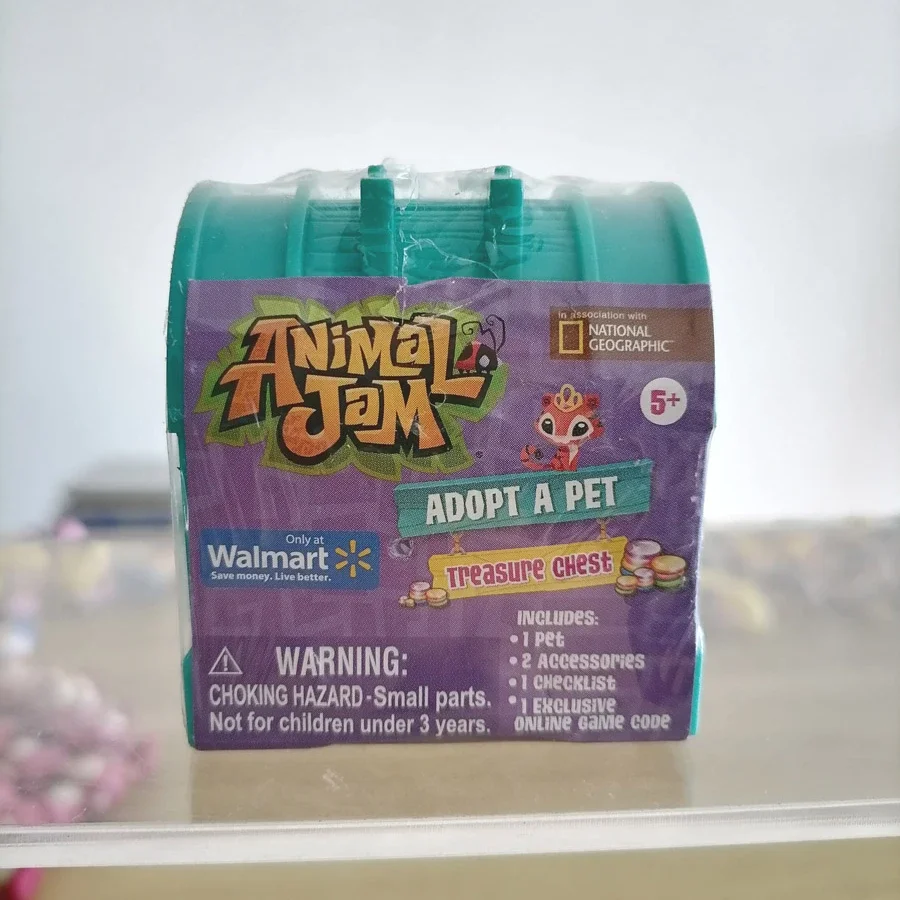 ANIMAL
JAM
in association with
NATIONAL
GEOGRAPHIC™
5+
ADOPT A PET
TREASURE CHEST
Only at
Walmart
Save money. Live better.
INCLUDES:
• 1 PET
• 2 ACCESSORIES
• 1 CHECKLIST
• 1 EXCLUSIVE
ONLINE GAME CODE
WARNING:
CHOKING HAZARD - Small parts.
Not for children under 3 years.